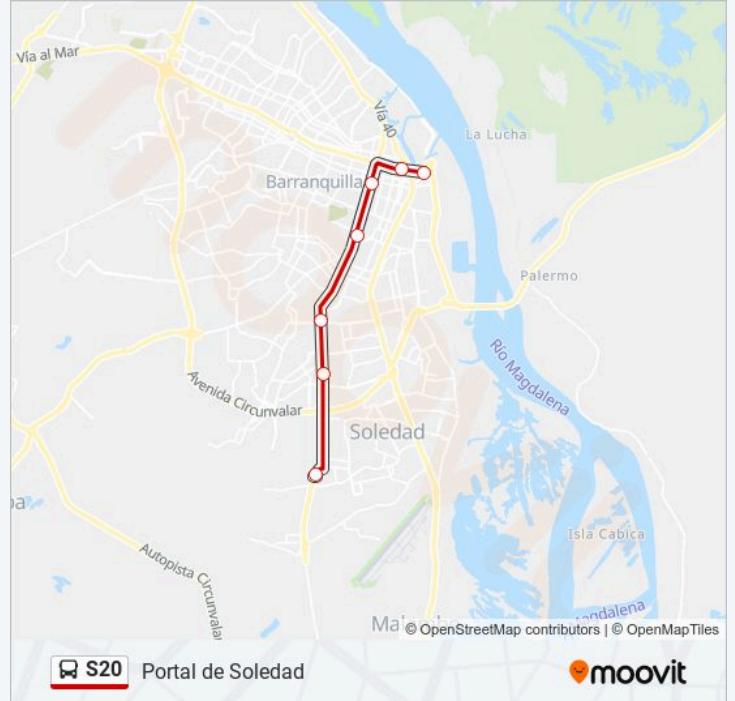 Vía al Mar
Vía 40
La Lucha
Barranquilla
Palermo
Río Magdalena
Avenida Circunvalar
Soledad
Isla Cabica
Autopista Circunvalar
© OpenStreetMap contributors | © OpenMapTiles
S20 Portal de Soledad
moovit